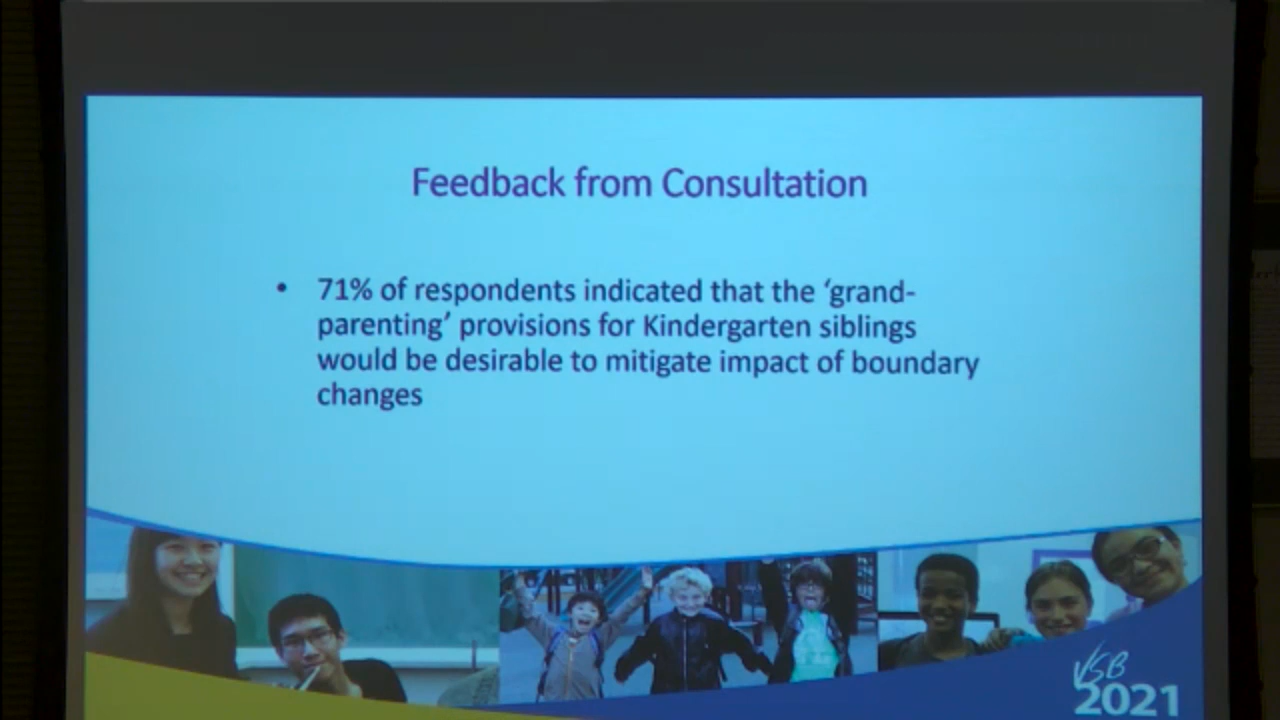 Feedback from Consultation
• 71% of respondents indicated that the ‘grand-
parenting’ provisions for Kindergarten siblings
would be desirable to mitigate impact of boundary
changes
VSB
2021